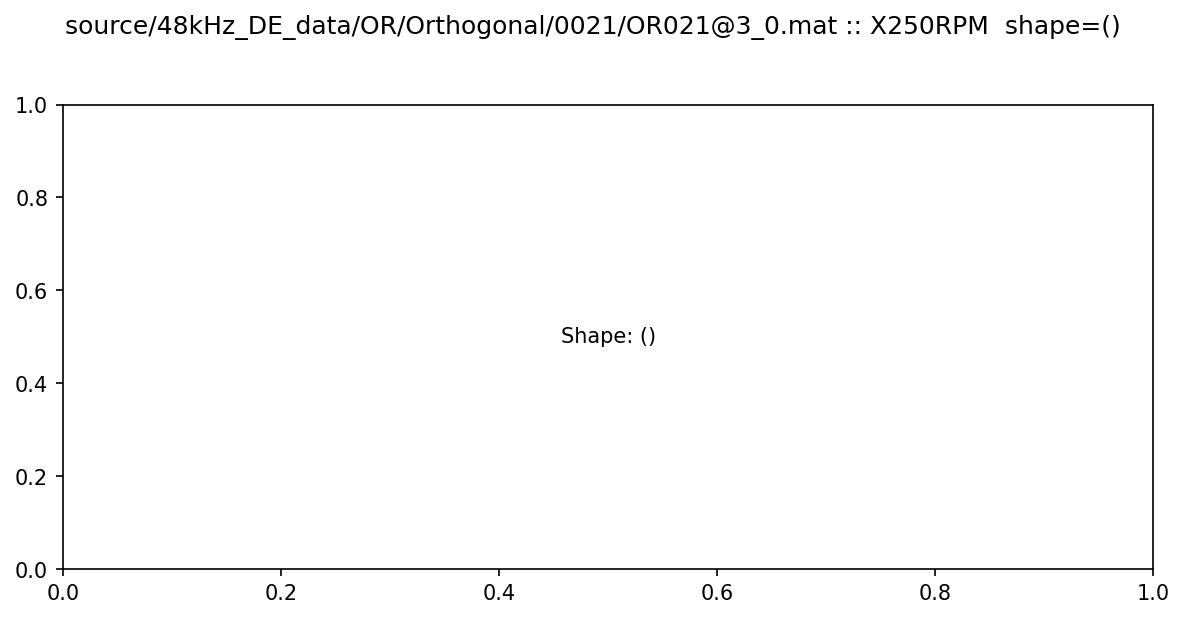 source/48kHz_DE_data/OR/Orthogonal/0021/OR021@3_0.mat :: X250RPM  shape=()
1.0
0.8
0.6
Shape: ()
0.4
0.2
0.0
0.0 0.2 0.4 0.6 0.8 1.0